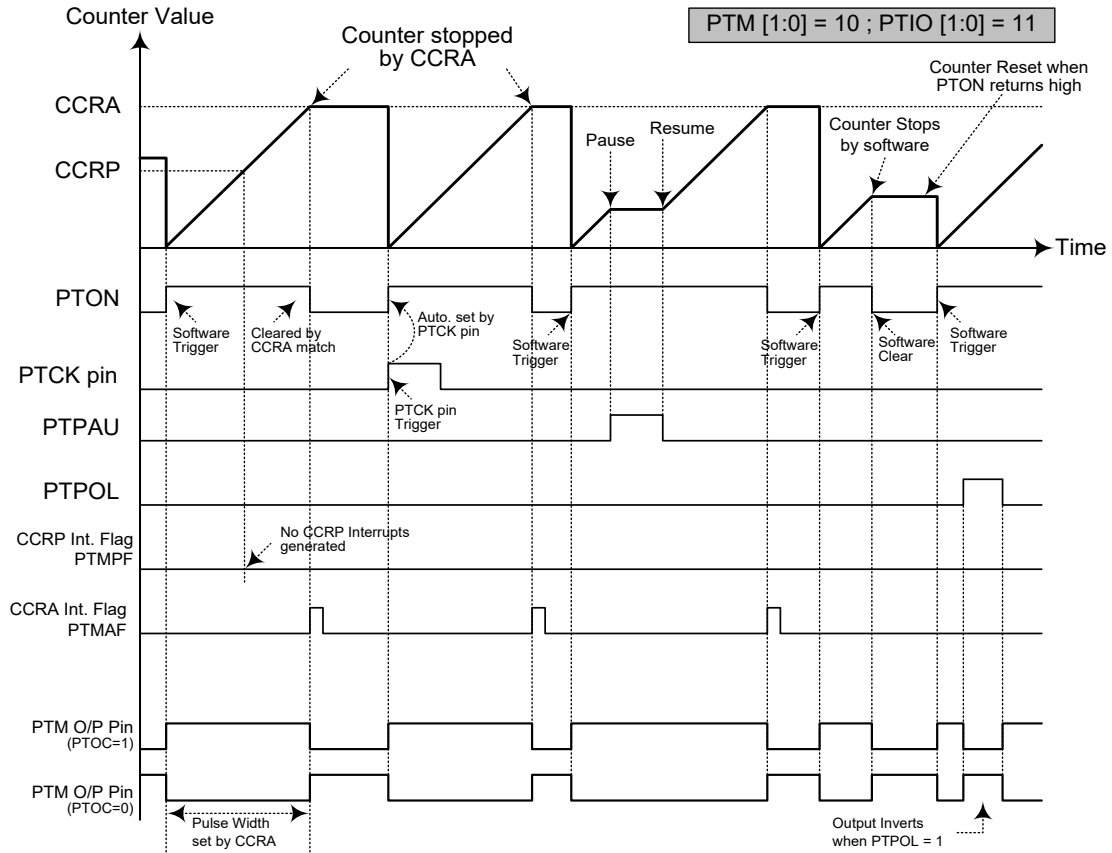 Counter Value
PTM [1:0] = 10 ; PTIO [1:0] = 11
Counter stopped
by CCRA
Counter Reset when
PTON returns high
CCRA
Pause
Resume
Counter Stops
by software
CCRP
Time
PTON
Software
Trigger
Cleared by
CCRA match
Auto. set by
PTCK pin
Software
Trigger
Software
Trigger
Software
Clear
Software
Trigger
PTCK pin
PTCK pin
Trigger
PTPAU
PTPOL
CCRP Int. Flag
PTMPF
No CCRP Interrupts
generated
CCRA Int. Flag
PTMAF
PTM O/P Pin
(PTOC=1)
PTM O/P Pin
(PTOC=0)
Pulse Width
set by CCRA
Output Inverts
when PTPOL = 1